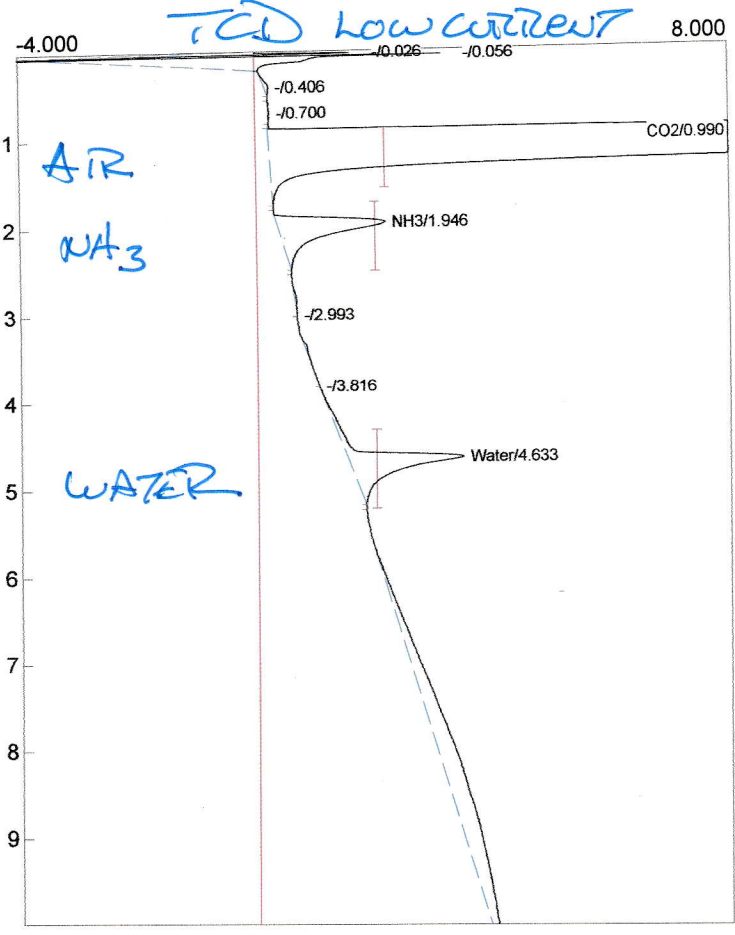 TCD LOW CURRENT
-4.000 8.000
-/0.026 -/0.056
-/0.406
-/0.700
CO2/0.990
1
AIR
NH3/1.946
2
NH3
3
-/2.993
-/3.816
4
Water/4.633
WATER
5
6
7
8
9